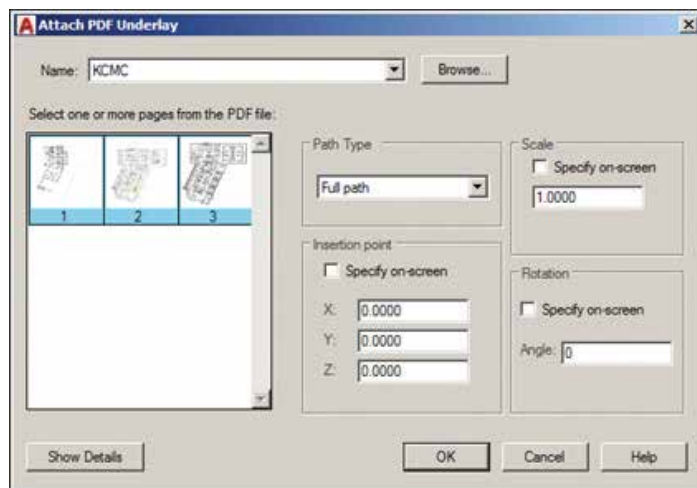 Attach PDF Underlay
Name: KCMC Browse...
Select one or more pages from the PDF file:
1 2 3
Path Type
Full path
Scale
Specify on-screen
1.0000
Insertion point
Specify on-screen
X: 0.0000
Y: 0.0000
Z: 0.0000
Rotation
Specify on-screen
Angle: 0
Show Details OK Cancel Help